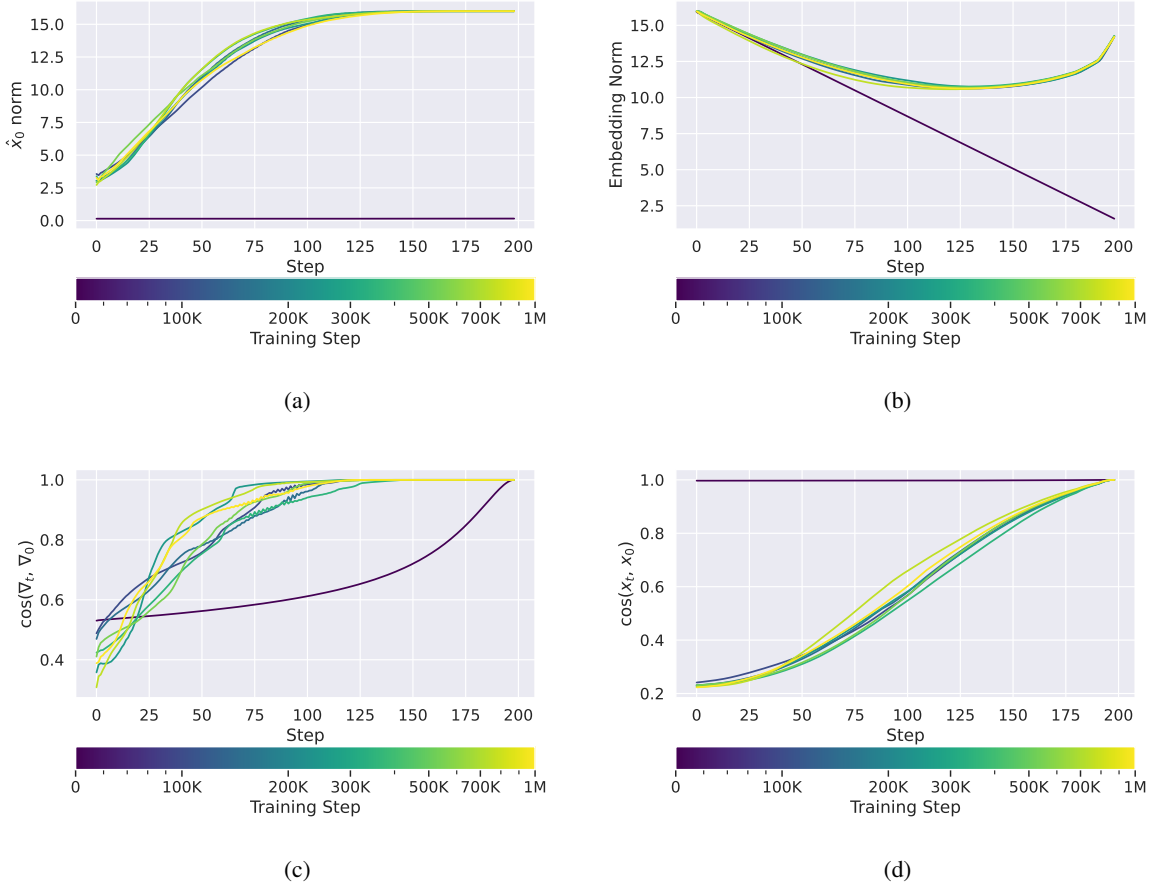 15.0
12.5
10.0
7.5
5.0
2.5
0.0
x̂₀ norm
0 25 50 75 100 125 150 175 200
Step
0 100K 200K 300K 500K 700K 1M
Training Step
(a)
15.0
12.5
10.0
7.5
5.0
2.5
Embedding Norm
0 25 50 75 100 125 150 175 200
Step
0 100K 200K 300K 500K 700K 1M
Training Step
(b)
1.0
0.8
0.6
0.4
cos(∇ₜ, ∇₀)
0 25 50 75 100 125 150 175 200
Step
0 100K 200K 300K 500K 700K 1M
Training Step
(c)
1.0
0.8
0.6
0.4
0.2
cos(xₜ, x₀)
0 25 50 75 100 125 150 175 200
Step
0 100K 200K 300K 500K 700K 1M
Training Step
(d)